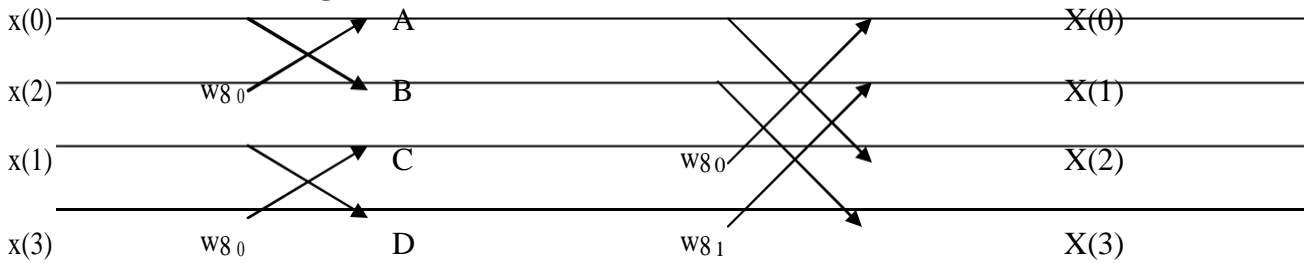 x(0) A X(0)
x(2) w8 0 B X(1)
x(1) C w8 0 X(2)
x(3) w8 0 D w8 1 X(3)